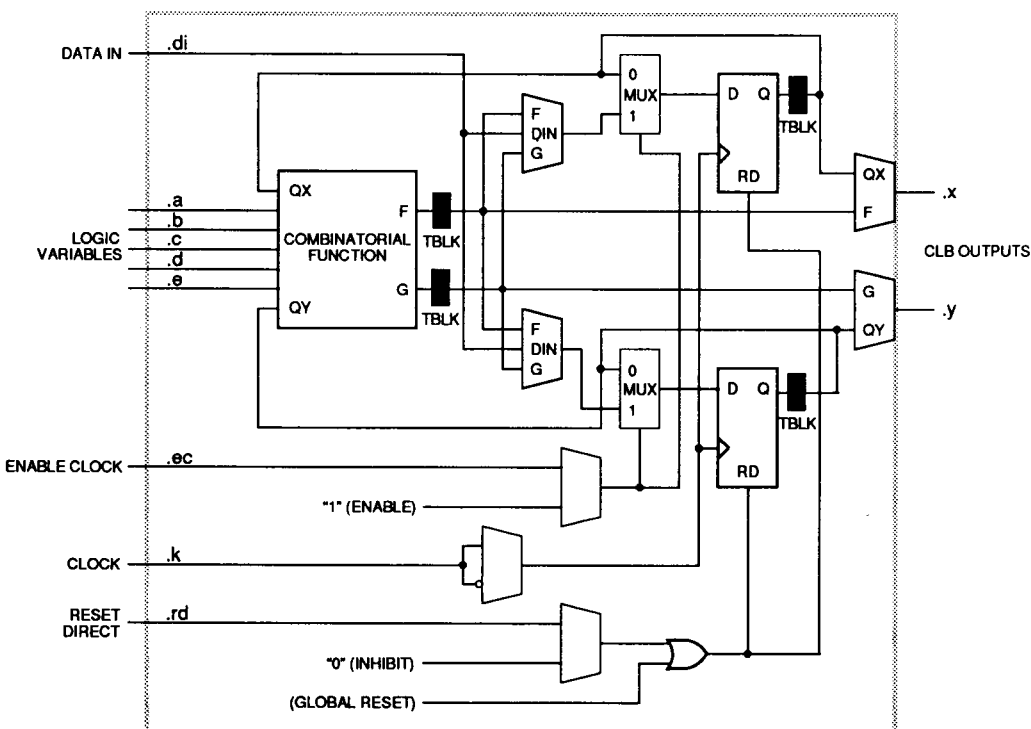 DATA IN
.di
0
MUX
1
D
Q
TBLK
RD
F
DIN
G
QX
F
.x
QX
COMBINATORIAL
FUNCTION
F
G
QY
TBLK
TBLK
LOGIC
VARIABLES
.a
.b
.c
.d
.e
CLB OUTPUTS
G
QY
.y
F
DIN
G
0
MUX
1
D
Q
TBLK
RD
ENABLE CLOCK
.ec
"1" (ENABLE)
CLOCK
.k
RESET
DIRECT
.rd
"0" (INHIBIT)
(GLOBAL RESET)